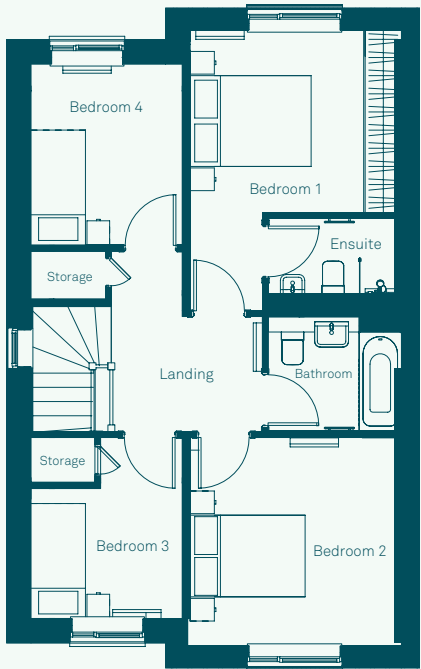 Bedroom 4
Bedroom 1
Ensuite
Storage
Landing
Bathroom
Storage
Bedroom 3
Bedroom 2